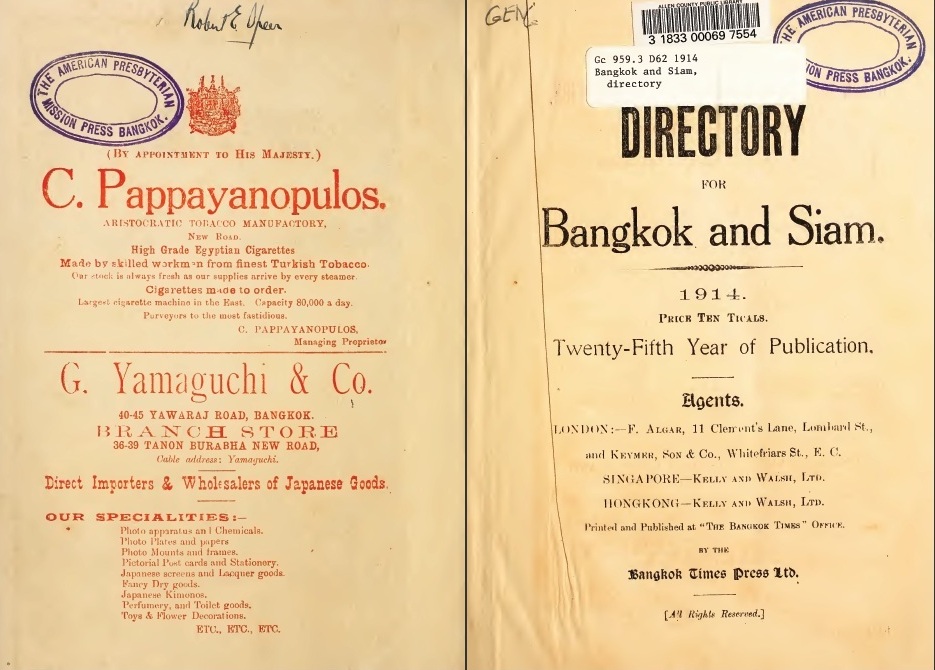 Robert E. Speer
THE AMERICAN PRESBYTERIAN
MISSION PRESS BANGKOK.
(BY APPOINTMENT TO HIS MAJESTY.)
C. Pappayanopulos.
ARISTOCRATIC TOBACCO MANUFACTORY,
NEW ROAD.
High Grade Egyptian Cigarettes
Made by skilled workmen from finest Turkish Tobacco.
Our stock is always fresh as our supplies arrive by every steamer.
Cigarettes made to order.
Largest cigarette machine in the East. Capacity 80,000 a day.
Purveyors to the most fastidious.
C. PAPPAYANOPULOS,
Managing Proprietor
G. Yamaguchi & Co.
40-45 YAWARAJ ROAD, BANGKOK.
BRANCH STORE
36-39 TANON BURABHA NEW ROAD,
Cable address: Yamaguchi.
Direct Importers & Wholesalers of Japanese Goods.
OUR SPECIALITIES:–
Photo apparatus and Chemicals.
Photo Plates and papers
Photo Mounts and frames.
Pictorial Post cards and Stationery.
Japanese screens and Lacquer goods.
Fancy Dry goods.
Japanese Kimonos.
Perfumery, and Toilet goods,
Toys & Flower Decorations.
ETC., ETC., ETC.
GEN
ALLEN COUNTY PUBLIC LIBRARY
3 1833 00069 7554
THE AMERICAN PRESBYTERIAN
MISSION PRESS BANGKOK.
Gc 959.3 D62 1914
Bangkok and Siam,
directory
DIRECTORY
FOR
Bangkok and Siam.
1914.
PRICE TEN TICALS.
Twenty-Fifth Year of Publication.
Agents.
LONDON:—F. ALGAR, 11 Clement's Lane, Lombard St.,
and KEYMER, SON & Co., Whitefriars St., E. C.
SINGAPORE—KELLY AND WALSH, LTD.
HONGKONG—KELLY AND WALSH, LTD.
Printed and Published at "THE BANGKOK TIMES" OFFICE.
BY THE
Bangkok Times Press Ltd.
[All Rights Reserved.]